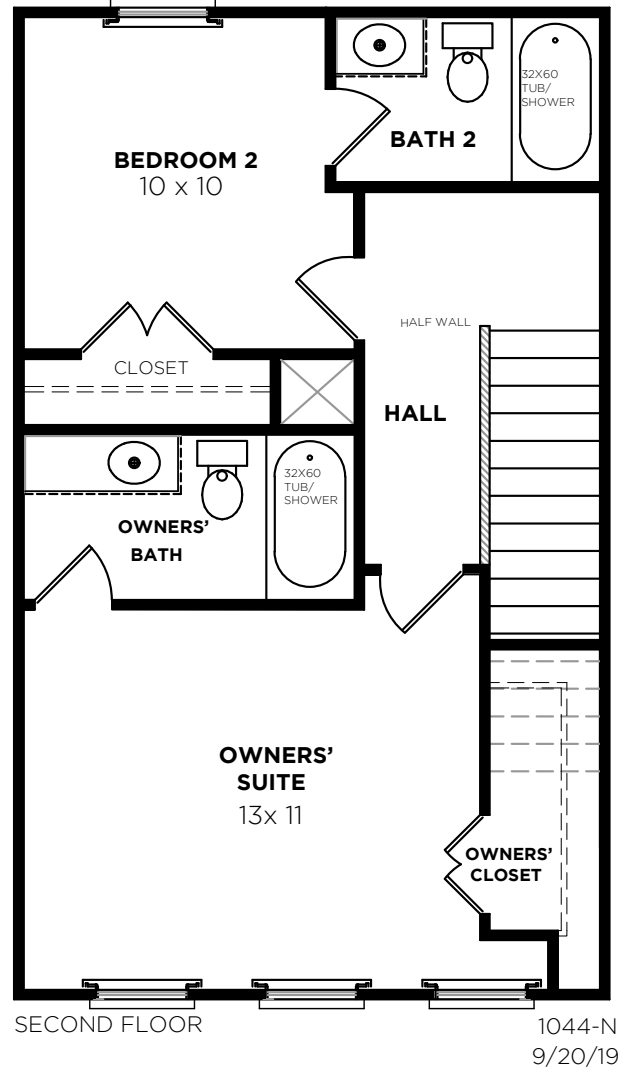 32X60
TUB/
SHOWER
BATH 2
BEDROOM 2
10 x 10
HALF WALL
CLOSET
HALL
32X60
TUB/
SHOWER
OWNERS’
BATH
OWNERS’
SUITE
13x 11
OWNERS’
CLOSET
SECOND FLOOR
1044-N
9/20/19